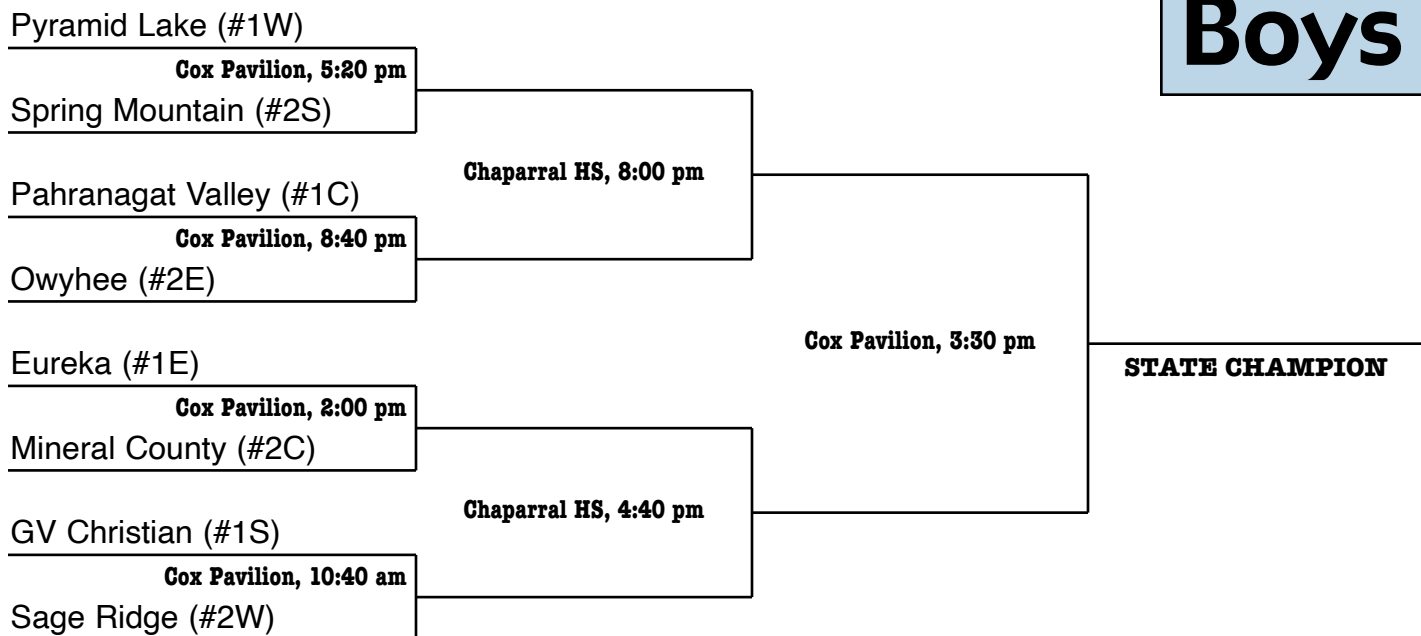 Boys
Pyramid Lake (#1W)
Cox Pavilion, 5:20 pm
Spring Mountain (#2S)
Chaparral HS, 8:00 pm
Pahranagat Valley (#1C)
Cox Pavilion, 8:40 pm
Owyhee (#2E)
Cox Pavilion, 3:30 pm
STATE CHAMPION
Eureka (#1E)
Cox Pavilion, 2:00 pm
Mineral County (#2C)
Chaparral HS, 4:40 pm
GV Christian (#1S)
Cox Pavilion, 10:40 am
Sage Ridge (#2W)